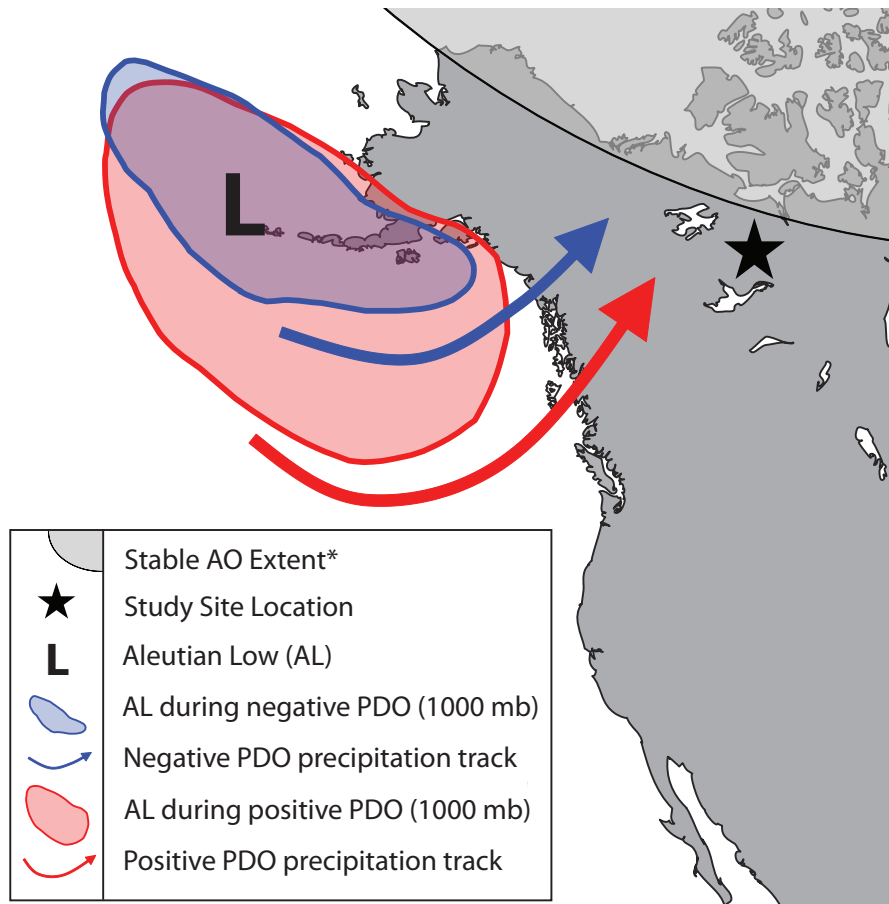 L
Stable AO Extent*
Study Site Location
L
Aleutian Low (AL)
AL during negative PDO (1000 mb)
Negative PDO precipitation track
AL during positive PDO (1000 mb)
Positive PDO precipitation track